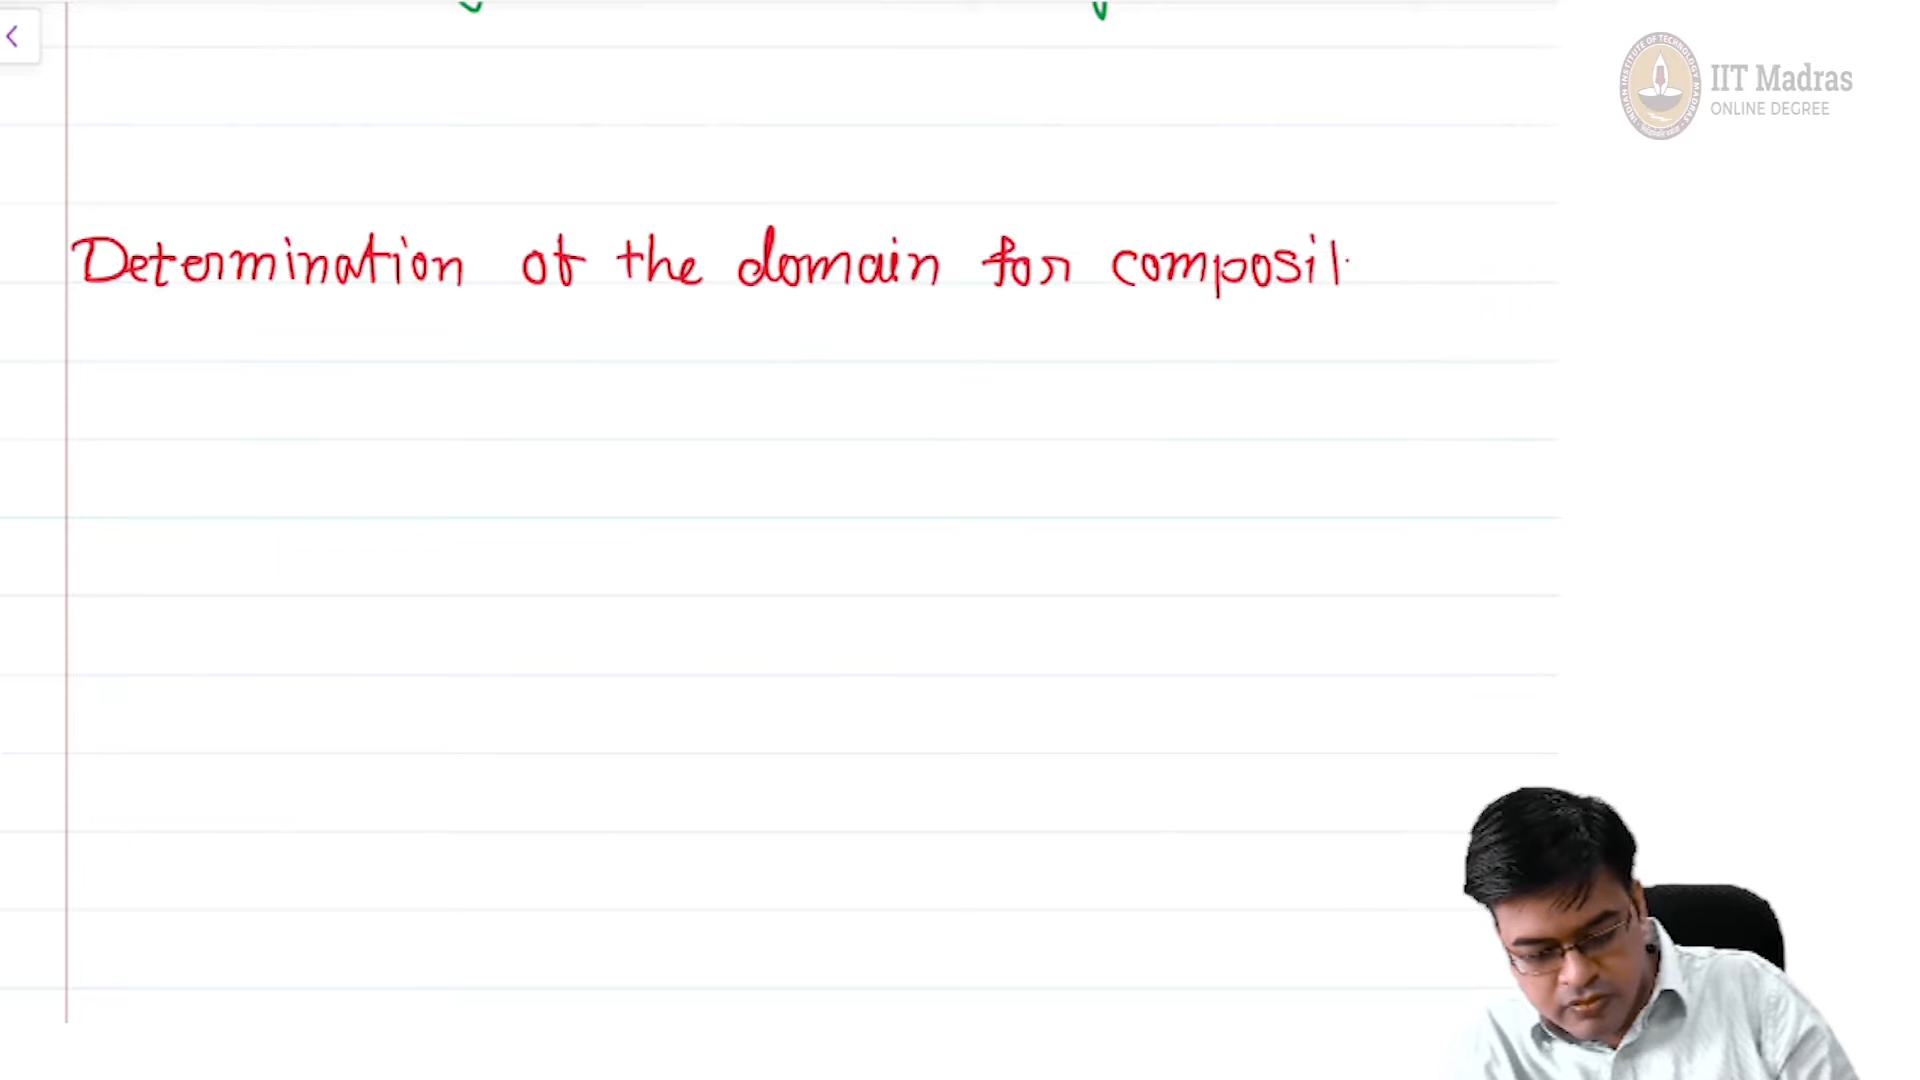 IIT Madras
ONLINE DEGREE
Determination of the domain for composit